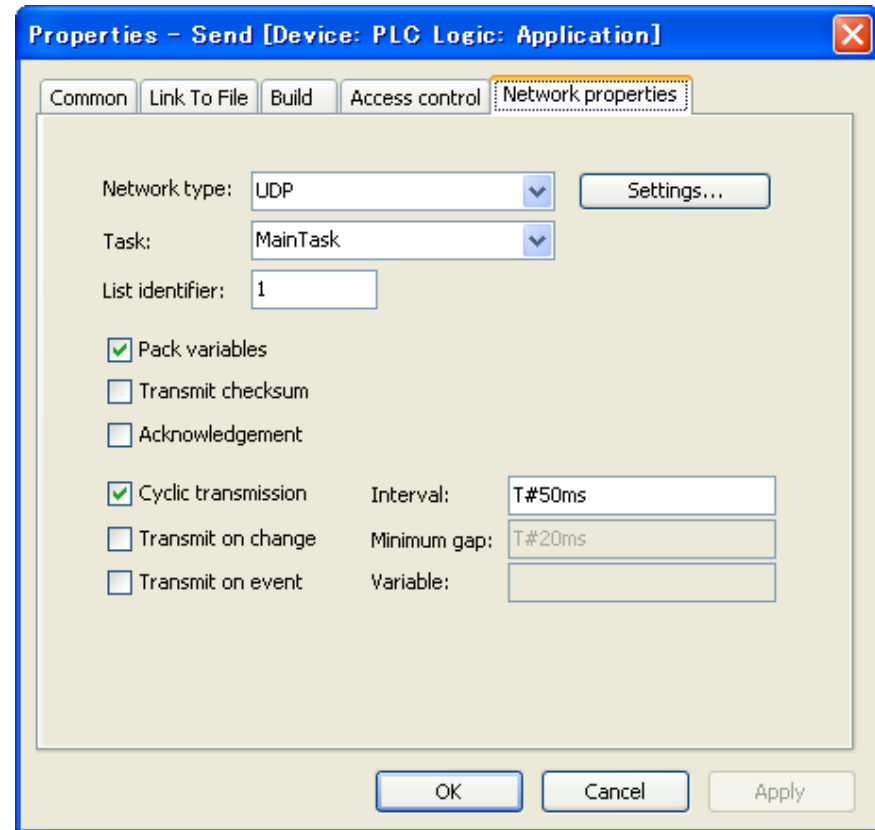 Properties - Send [Device: PLC Logic: Application]
Common Link To File Build Access control Network properties
Network type: UDP Settings...
Task: MainTask
List identifier: 1
Pack variables
Transmit checksum
Acknowledgement
Cyclic transmission Interval: T#50ms
Transmit on change Minimum gap: T#20ms
Transmit on event Variable:
OK Cancel Apply